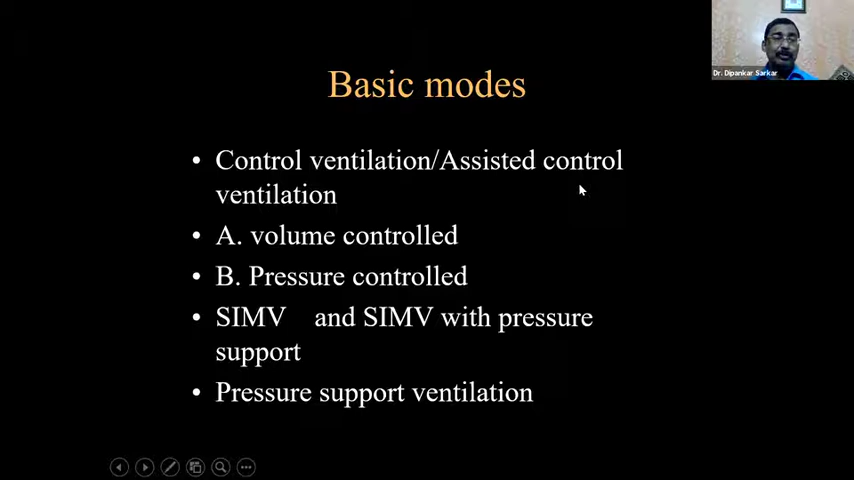 Dr. Dipankar Sarkar
Basic modes
• Control ventilation/Assisted control
ventilation
• A. volume controlled
• B. Pressure controlled
• SIMV and SIMV with pressure
support
• Pressure support ventilation